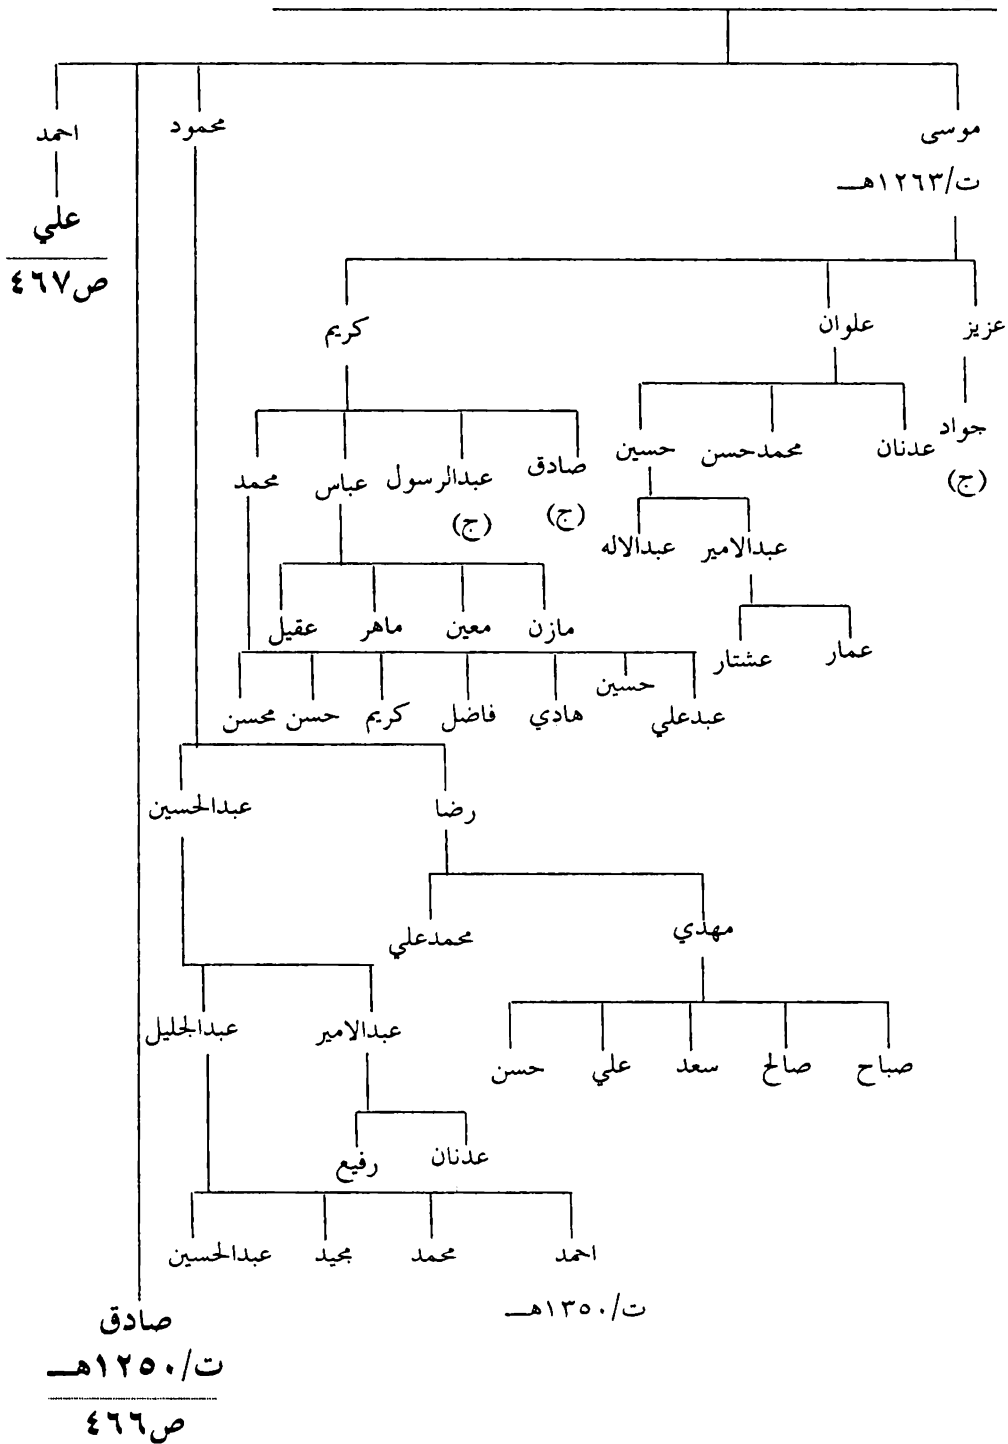 موسى محمود احمد
ت/١٢٦٣هـ
علي
ص٤٦٧
عزيز علوان كريم
جواد عدنان محمدحسن حسين صادق عبدالرسول عباس محمد
(ج) (ج) (ج)
عبدالامير عبدالاله
مازن معين ماهر عقيل
عمار عشتار
عبدعلي حسين هادي فاضل كريم حسن محسن
رضا عبدالحسين
مهدي محمدعلي
عبدالامير عبدالجليل
صباح صالح سعد علي حسن
عدنان رفيع
احمد محمد مجيد عبدالحسين
ت/١٣٥٠هـ
صادق
ت/١٢٥٠هـ
ص٤٦٦